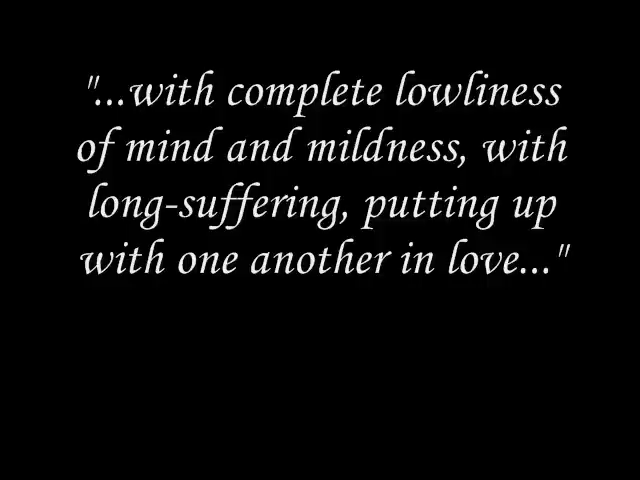 "...with complete lowliness
of mind and mildness, with
long-suffering, putting up
with one another in love..."